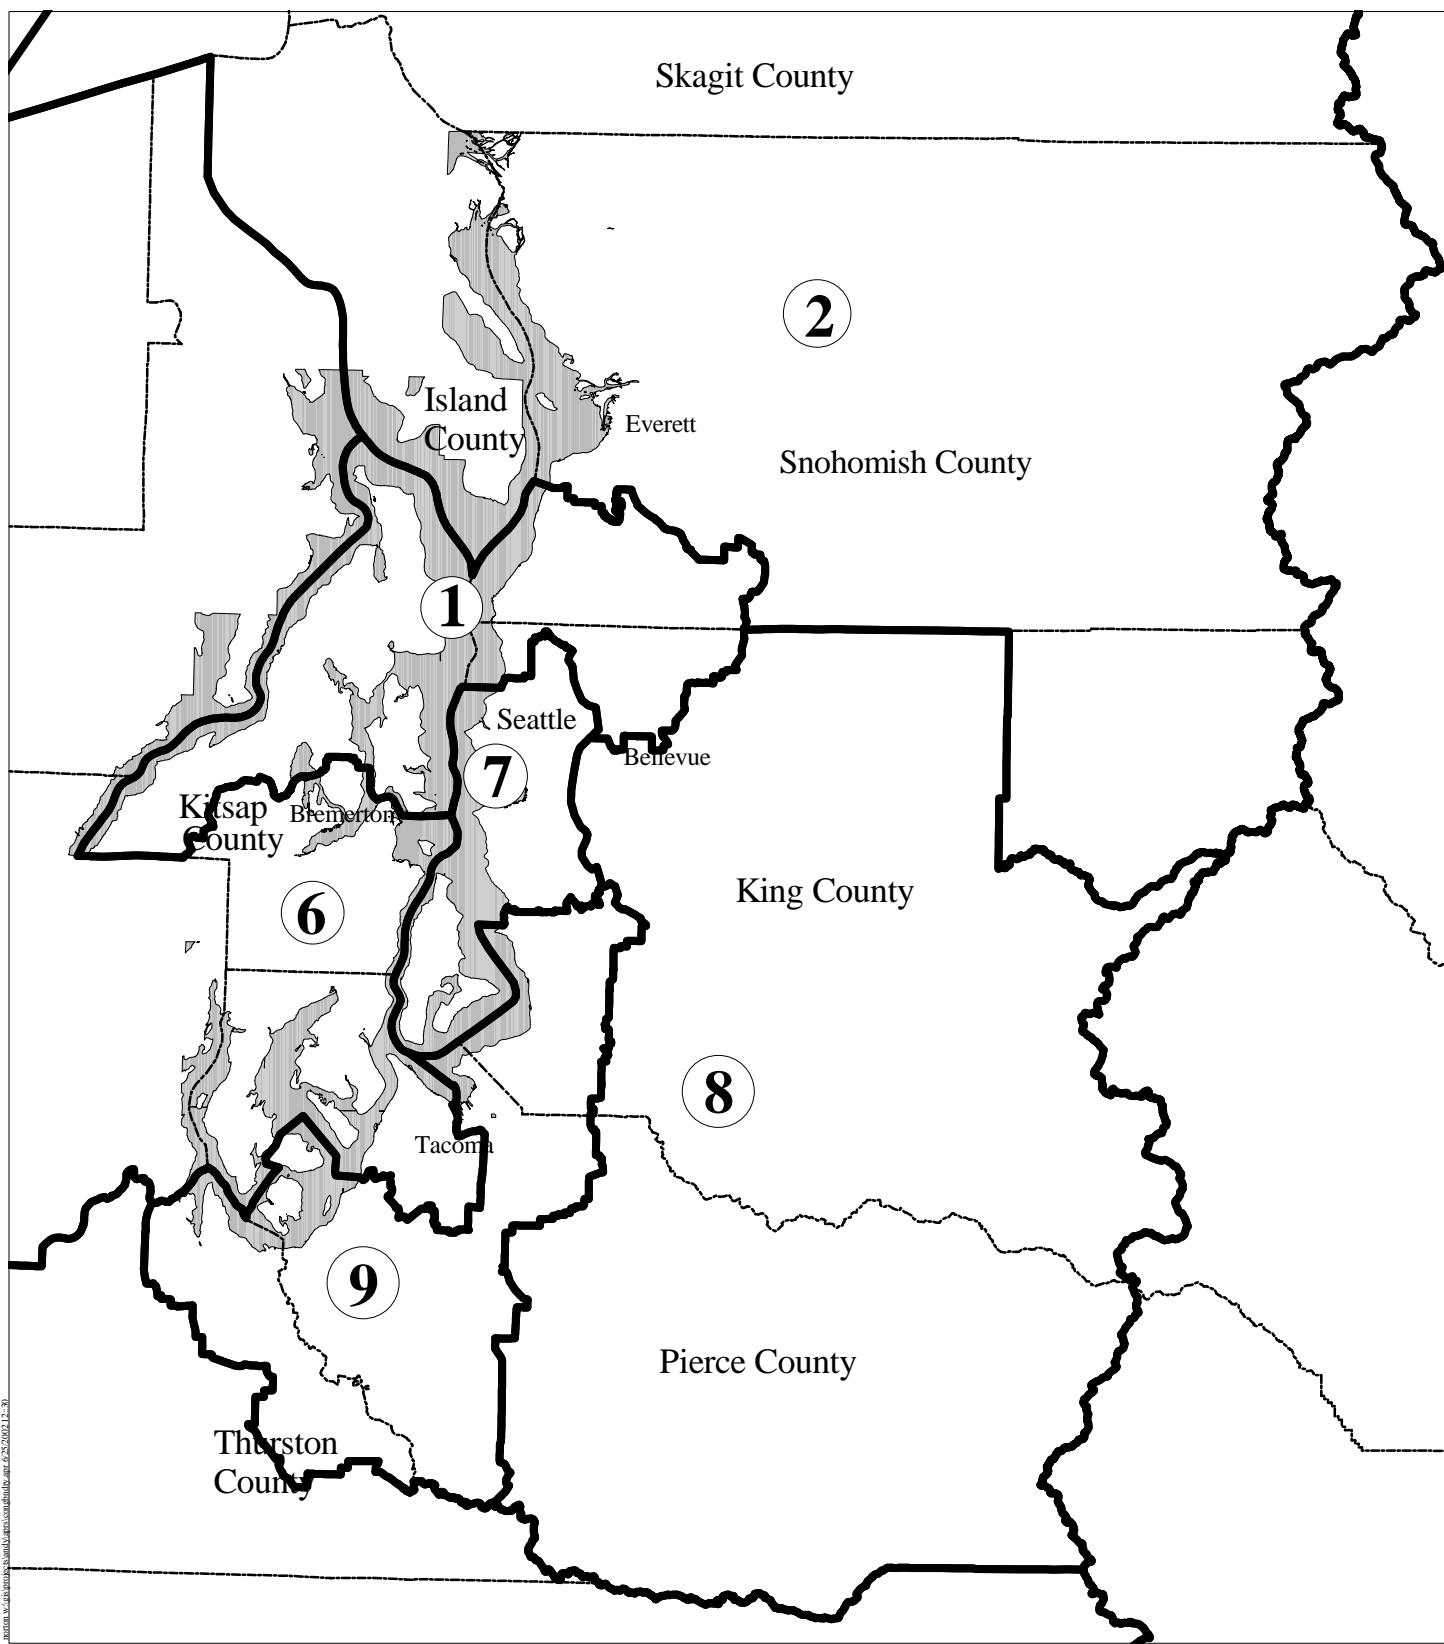 Skagit County
2
Island
County
Everett
Snohomish County
1
Seattle
7
Bellevue
Kitsap
County
Bremerton
King County
6
8
Tacoma
9
Pierce County
Thurston
County